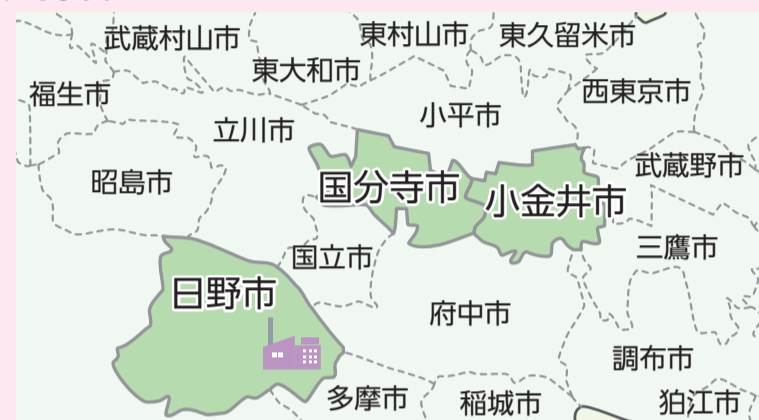 武蔵村山市
東村山市
東久留米市
東大和市
福生市
西東京市
小平市
立川市
武蔵野市
昭島市
国分寺市
小金井市
三鷹市
国立市
日野市
府中市
調布市
多摩市
稲城市
狛江市